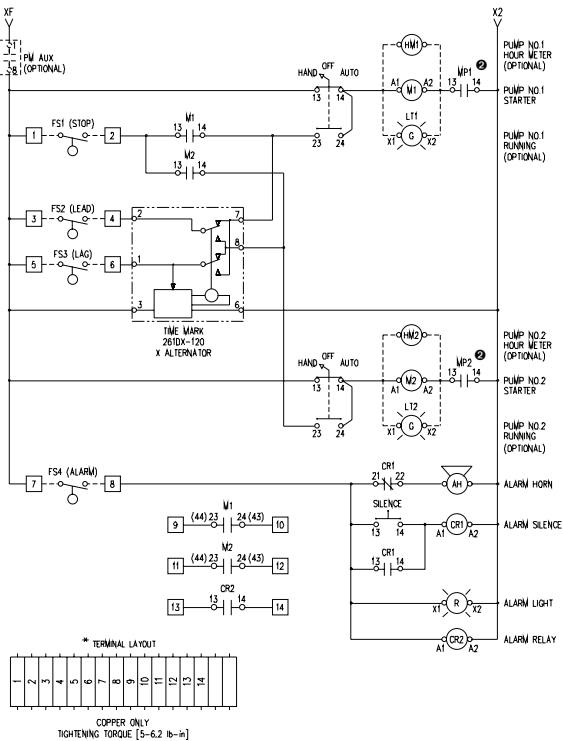 XF
X2
1
PM AUX
(OPTIONAL)
8
HM1
PUMP NO.1
HOUR METER
(OPTIONAL)
OFF
HAND AUTO
13 14
A1 M1 A2
MP1 2
13 14
PUMP NO.1
STARTER
1 FS1 (STOP) 2
M1
13 14
23 24
LT1
X1 G X2
PUMP NO.1
RUNNING
(OPTIONAL)
M2
13 14
3 FS2 (LEAD) 4
2 7
8
5 FS3 (LAG) 6
1
3 6
TIME MARK
261DX-120
X ALTERNATOR
HM2
PUMP NO.2
HOUR METER
(OPTIONAL)
OFF
HAND AUTO
13 14
M2
A1 A2
MP2 2
13 14
PUMP NO.2
STARTER
23 24
LT2
X1 G X2
PUMP NO.2
RUNNING
(OPTIONAL)
7 FS4 (ALARM) 8
CR1
21 22
AH
ALARM HORN
SILENCE
13 14
CR1
A1 A2
ALARM SILENCE
CR1
13 14
M1
9 (44) 23 24 (43) 10
M2
11 (44) 23 24 (43) 12
CR2
13 13 14 14
R
X1 X2
ALARM LIGHT
CR2
A1 A2
ALARM RELAY
* TERMINAL LAYOUT
1 2 3 4 5 6 7 8 9 10 11 12 13 14
COPPER ONLY
TIGHTENING TORQUE [5-6.2 lb-in]